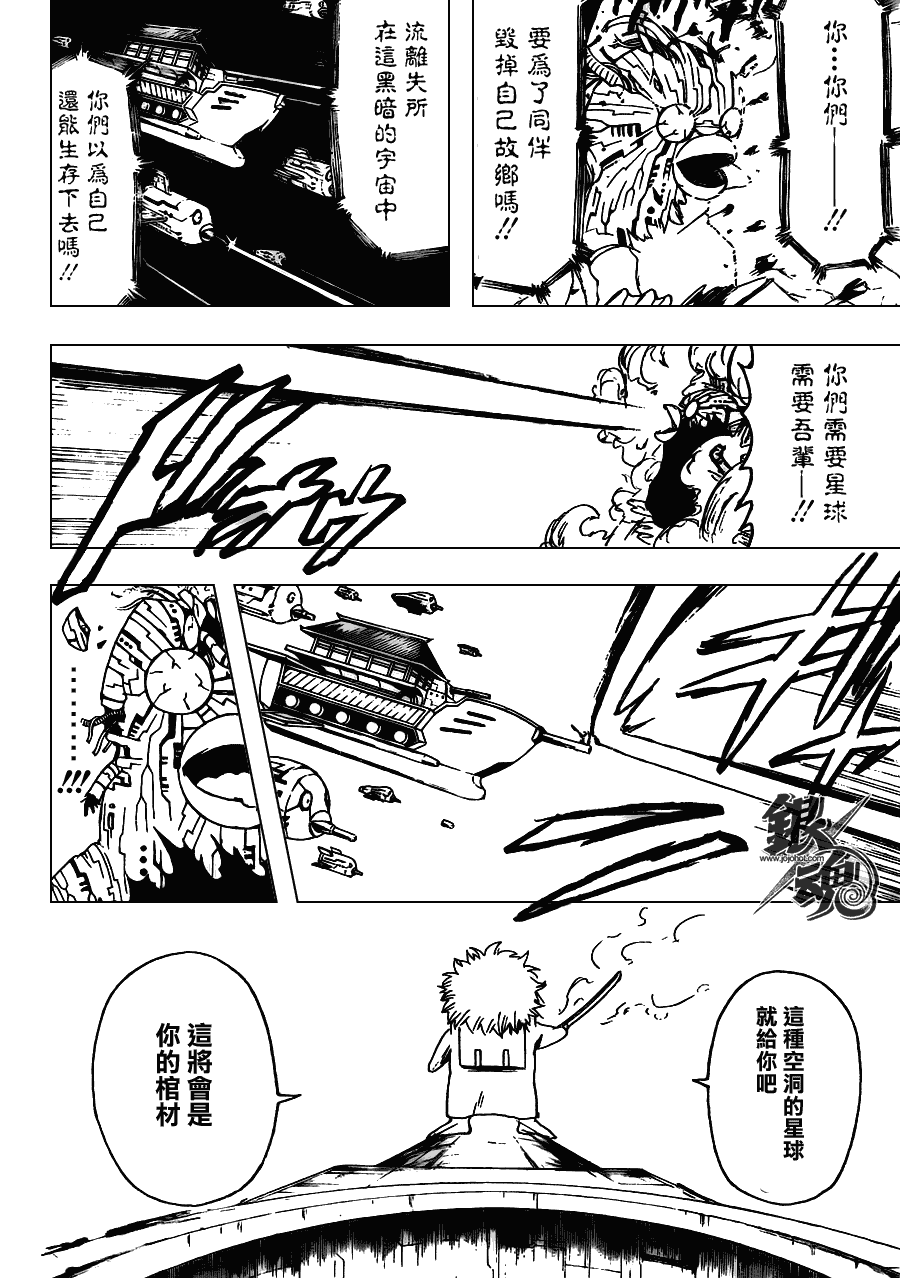 你…你們──!!
要為了同伴
毀掉自己故鄉嗎!!
流離失所
在這黑暗的宇宙中
你們以為自己
還能生存下去嗎!!
你們需要星球
需要吾輩──!!
………!!!
銀魂
www.jojohot.com
這種空洞的星球
就給你吧
這將會是
你的棺材